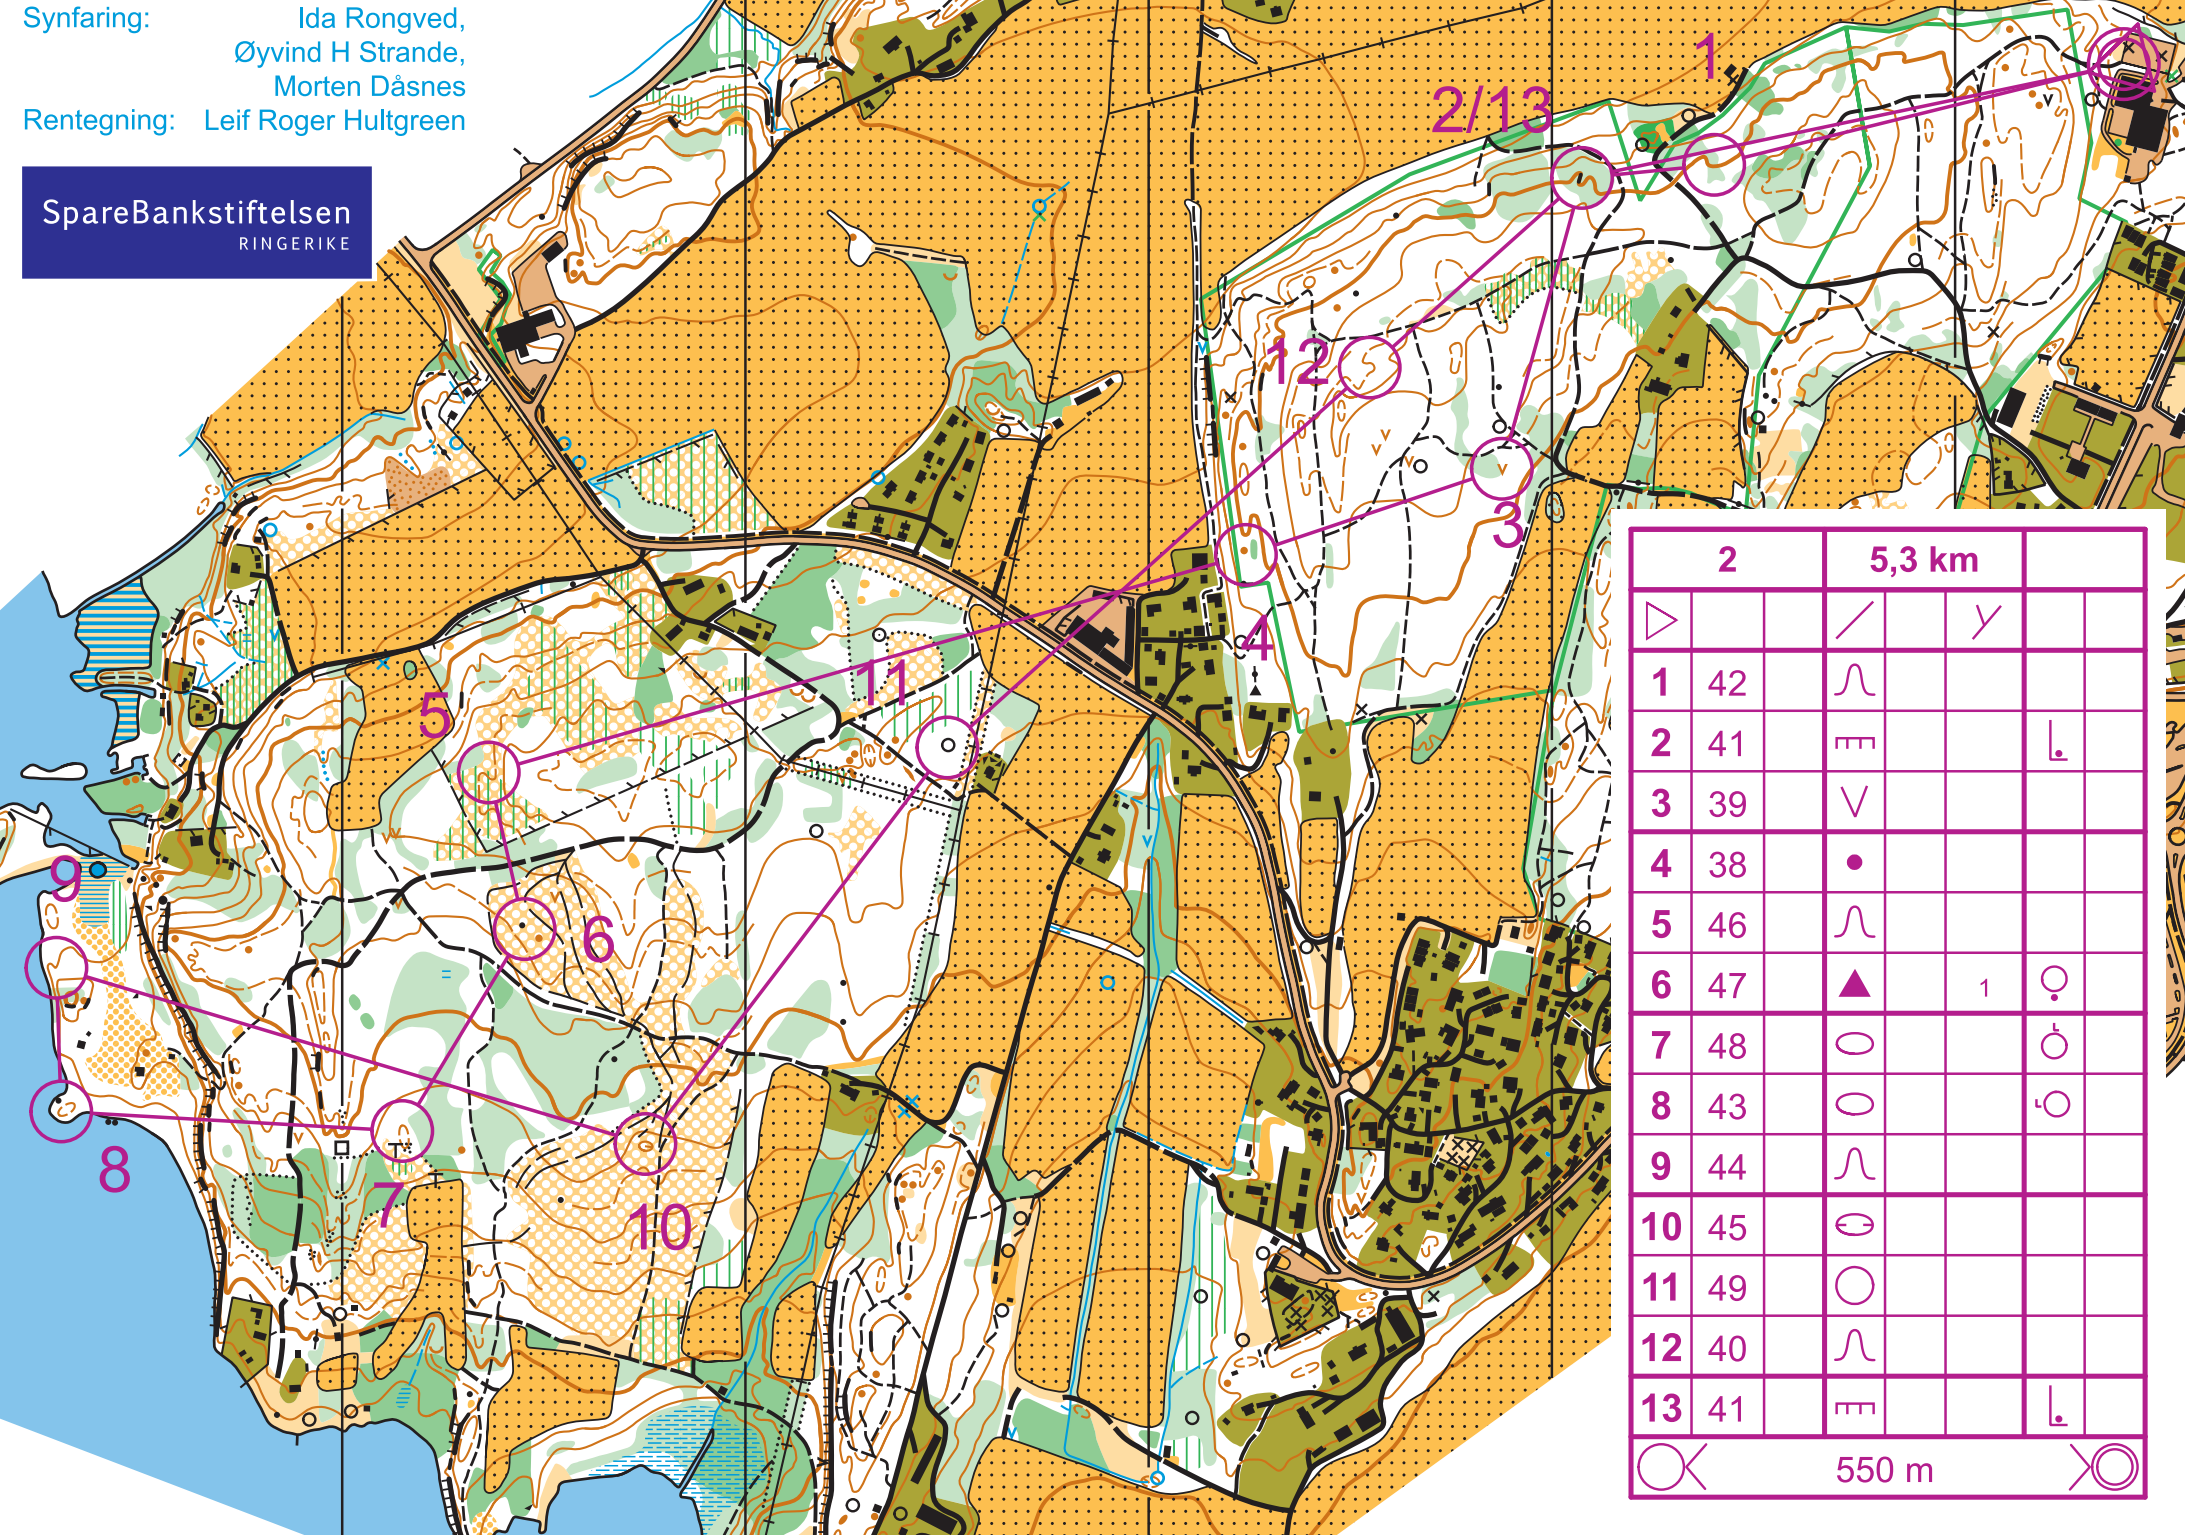 Synfaring: Ida Rongved,
Øyvind H Strande,
Morten Dåsnes
Rentegning: Leif Roger Hultgreen
SpareBankstiftelsen
RINGERIKE
1
2/13
12
3
4
11
5
9
6
8
7
10
2 5,3 km
1 42
2 41
3 39
4 38
5 46
6 47 1
7 48
8 43
9 44
10 45
11 49
12 40
13 41
550 m